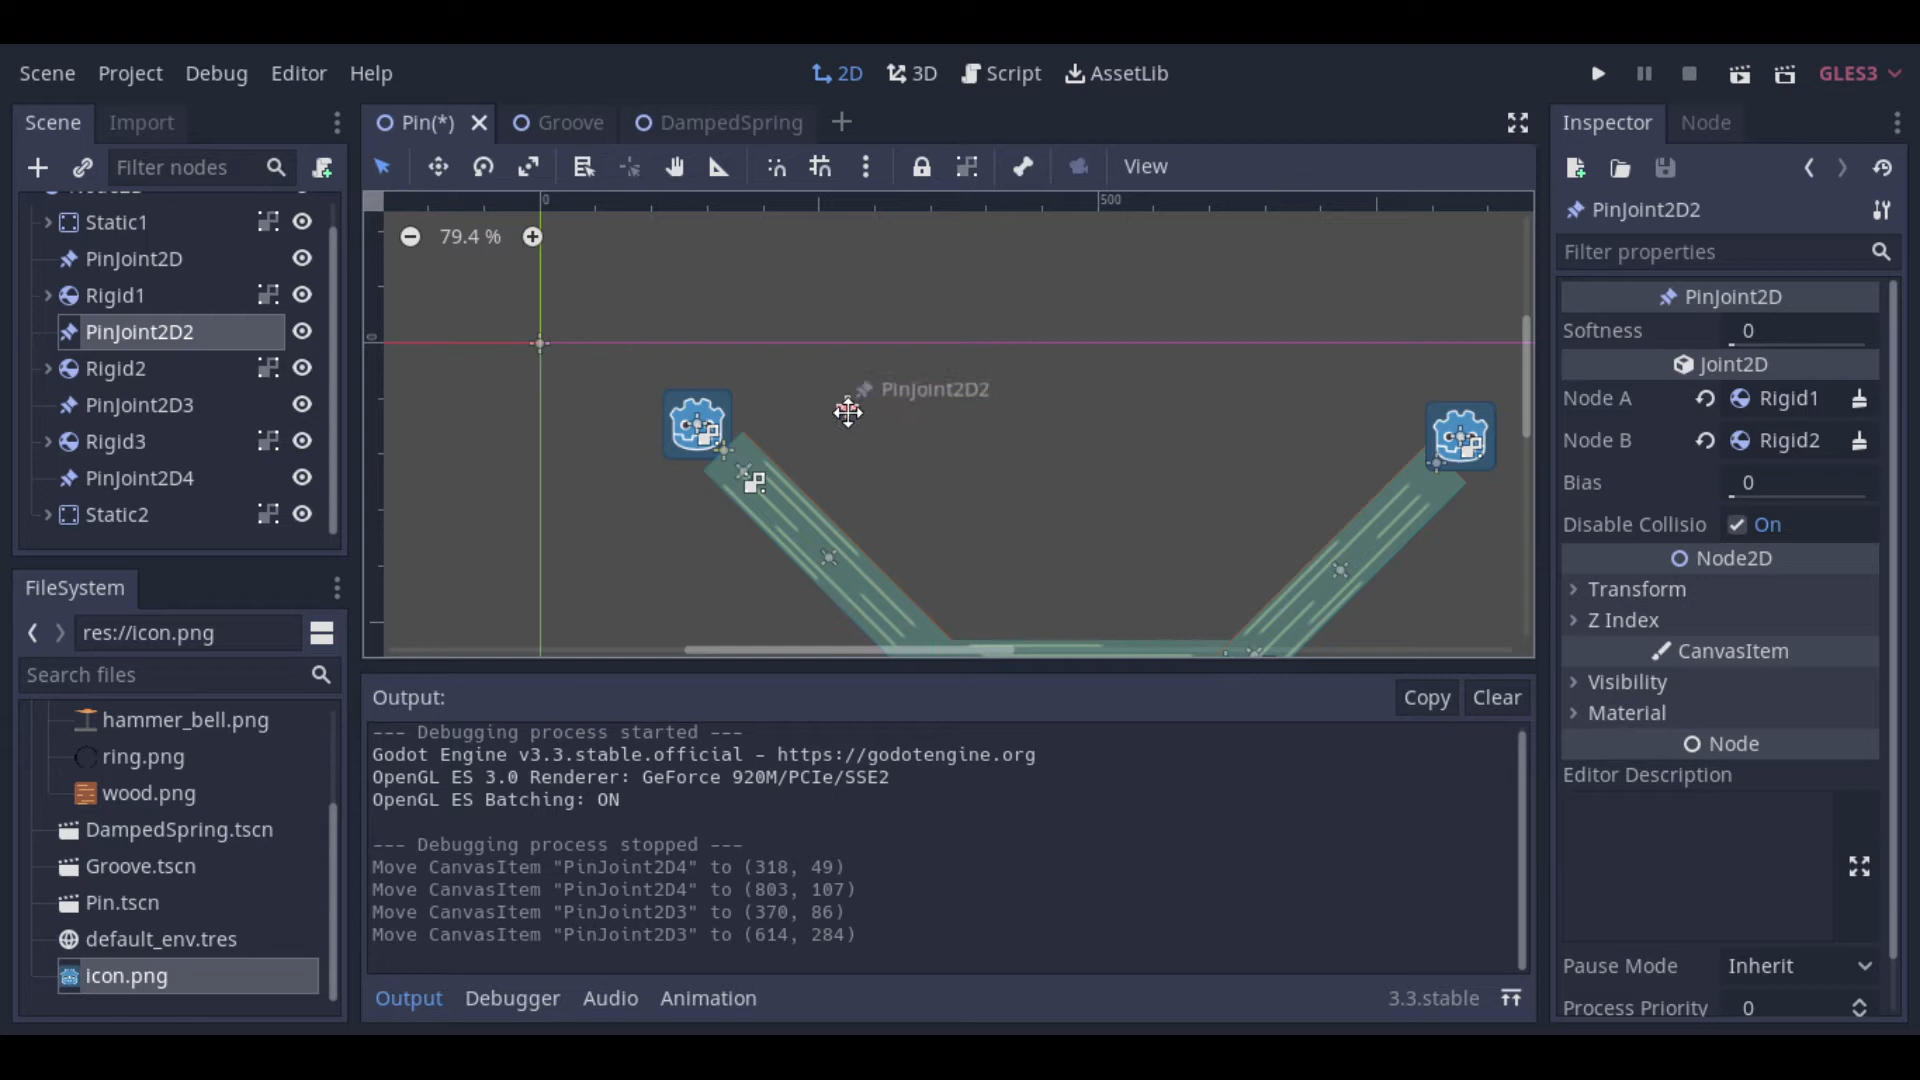 Scene Project Debug Editor Help 2D 3D Script AssetLib GLES3
Scene Import
Pin(*) Groove DampedSpring
Inspector Node
Filter nodes
View
PinJoint2D2
Filter properties
Static1
PinJoint2D
Rigid1
PinJoint2D2
Rigid2
PinJoint2D3
Rigid3
PinJoint2D4
Static2
0 500
0
79.4 %
PinJoint2D2
PinJoint2D
Softness 0
Joint2D
Node A Rigid1
Node B Rigid2
Bias 0
Disable Collisio On
Node2D
Transform
Z Index
CanvasItem
Visibility
Material
Node
Editor Description
Pause Mode Inherit
Process Priority 0
FileSystem
res://icon.png
Search files
hammer_bell.png
ring.png
wood.png
DampedSpring.tscn
Groove.tscn
Pin.tscn
default_env.tres
icon.png
Output: Copy Clear
--- Debugging process started ---
Godot Engine v3.3.stable.official - https://godotengine.org
OpenGL ES 3.0 Renderer: GeForce 920M/PCIe/SSE2
OpenGL ES Batching: ON
--- Debugging process stopped ---
Move CanvasItem "PinJoint2D4" to (318, 49)
Move CanvasItem "PinJoint2D4" to (803, 107)
Move CanvasItem "PinJoint2D3" to (370, 86)
Move CanvasItem "PinJoint2D3" to (614, 284)
Output Debugger Audio Animation 3.3.stable